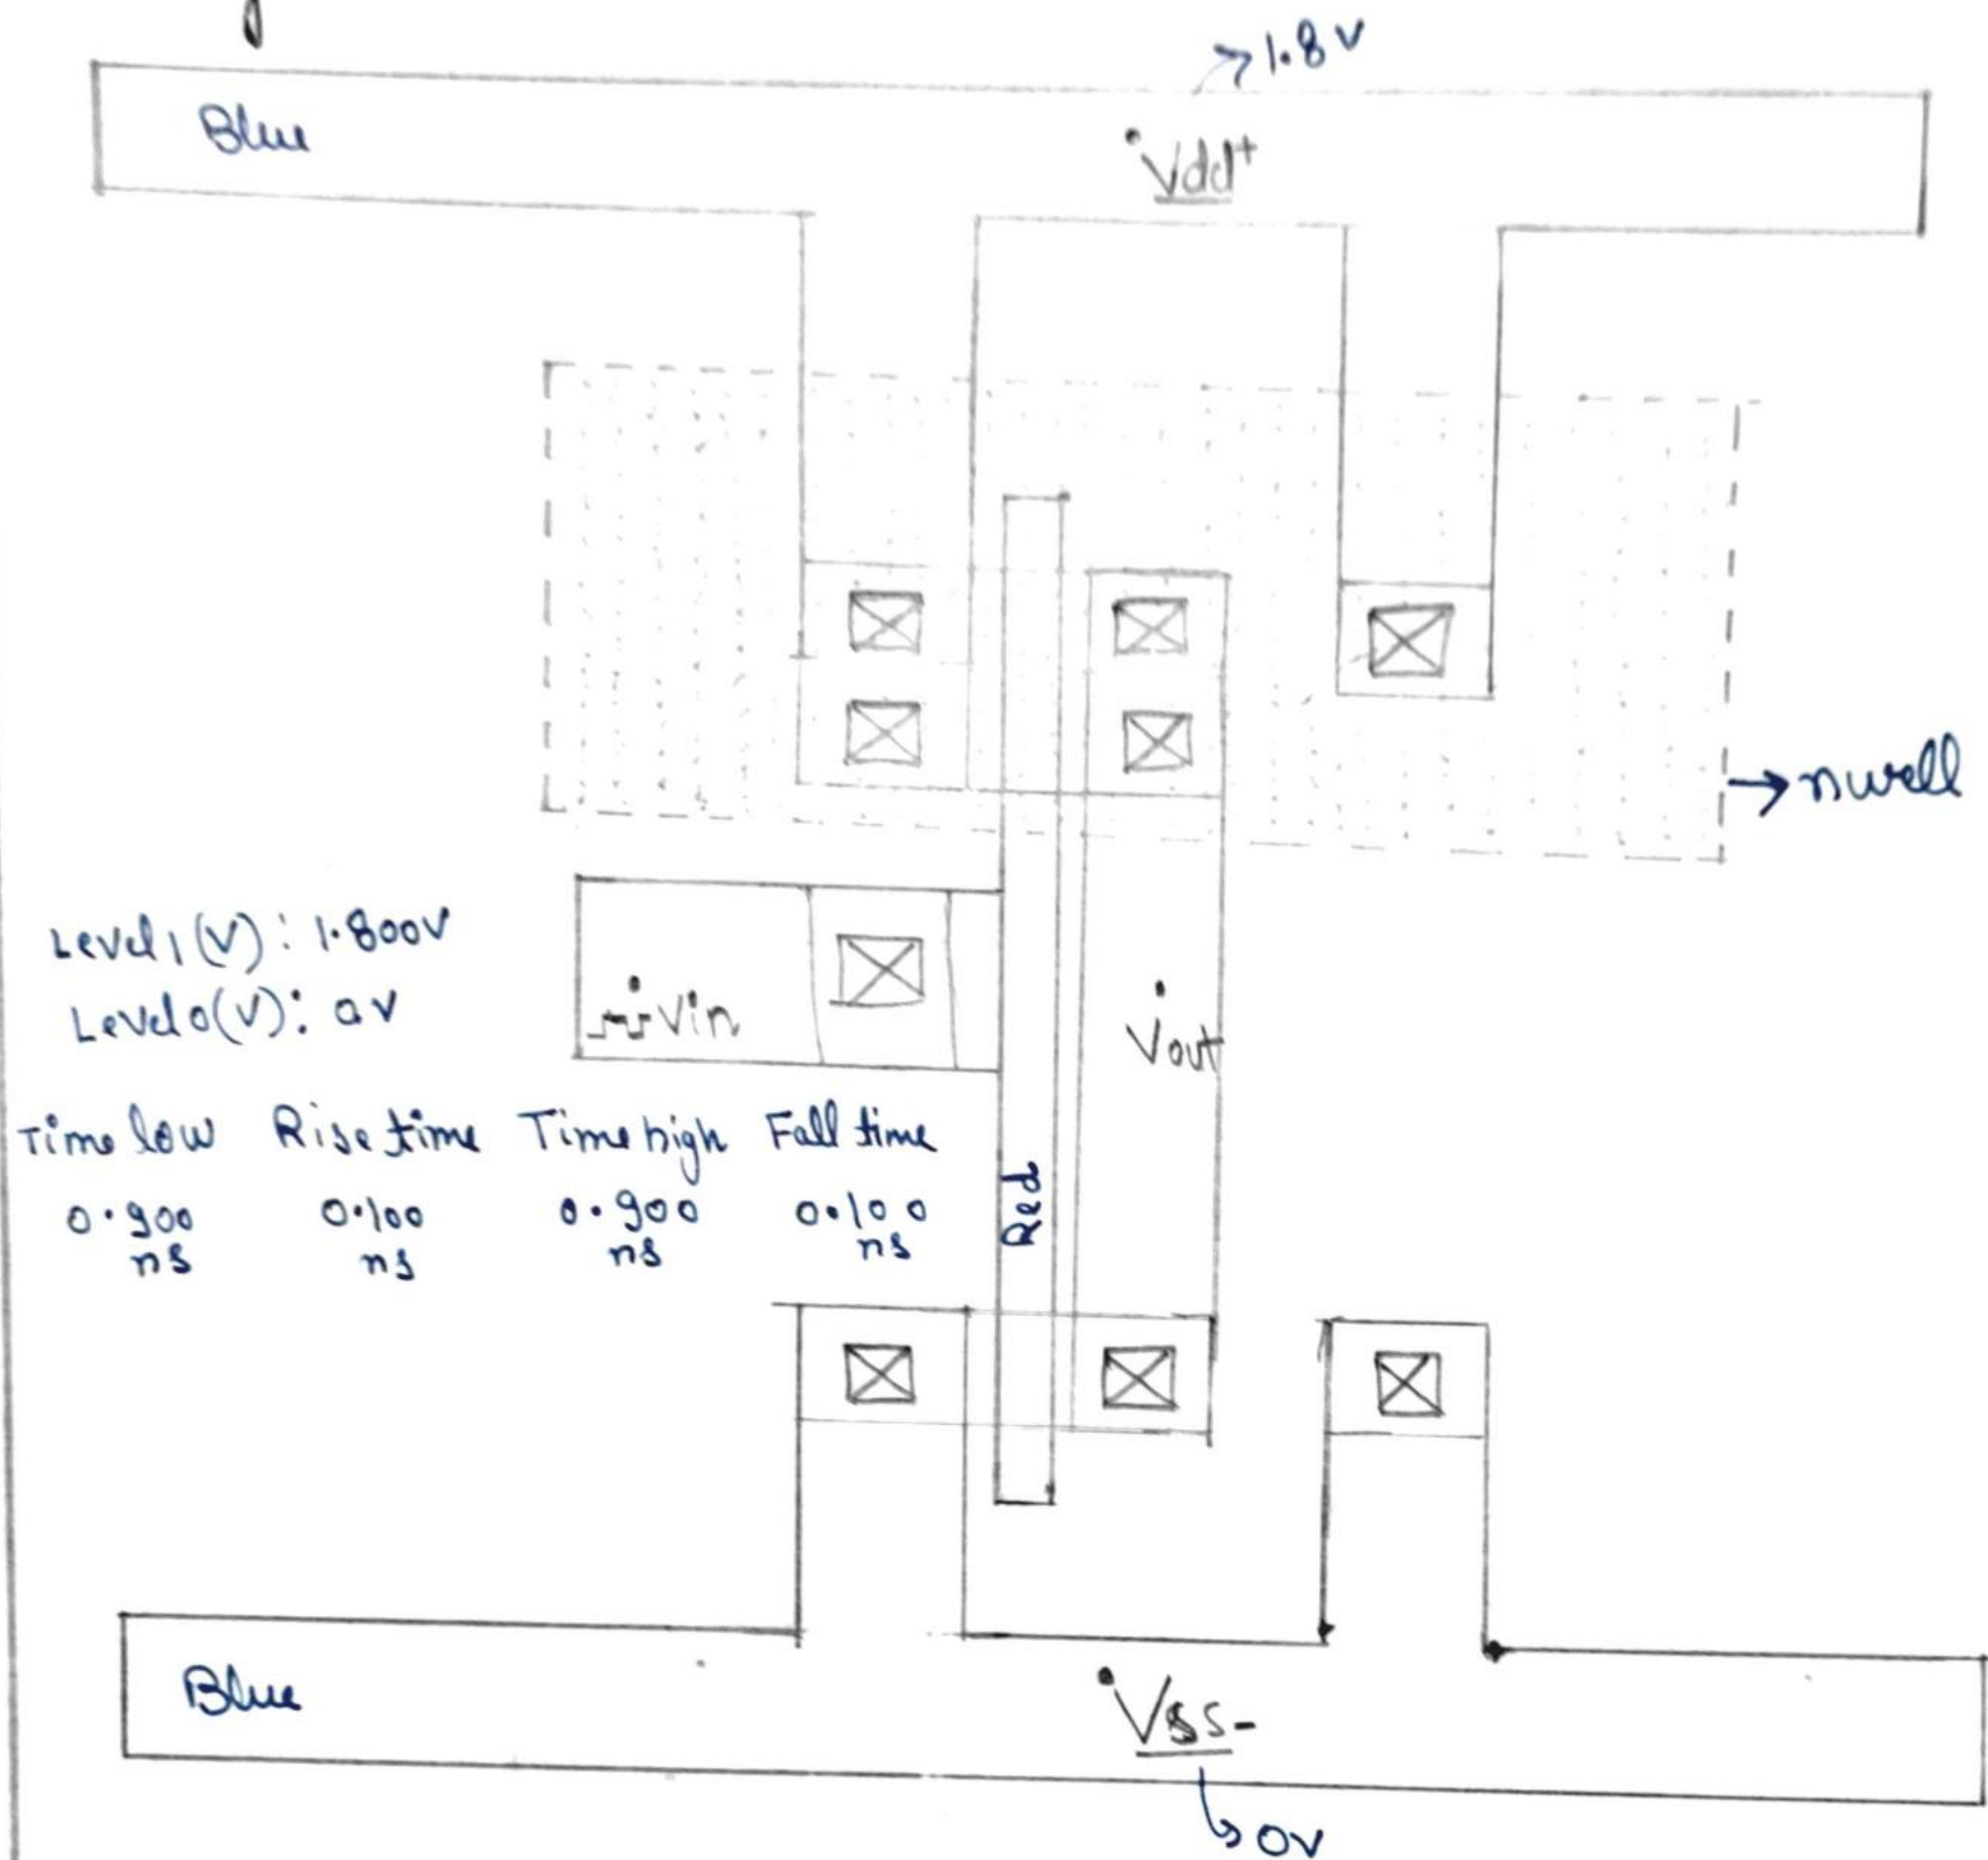 1.8V
Blue
Vdd+
nwell
Level1(V): 1.800V
Level0(V): 0V
Vin
Vout
Time low Rise time Time high Fall time
0.900 0.100 0.900 0.100
ns ns ns ns
Red
Blue
Vss-
0V